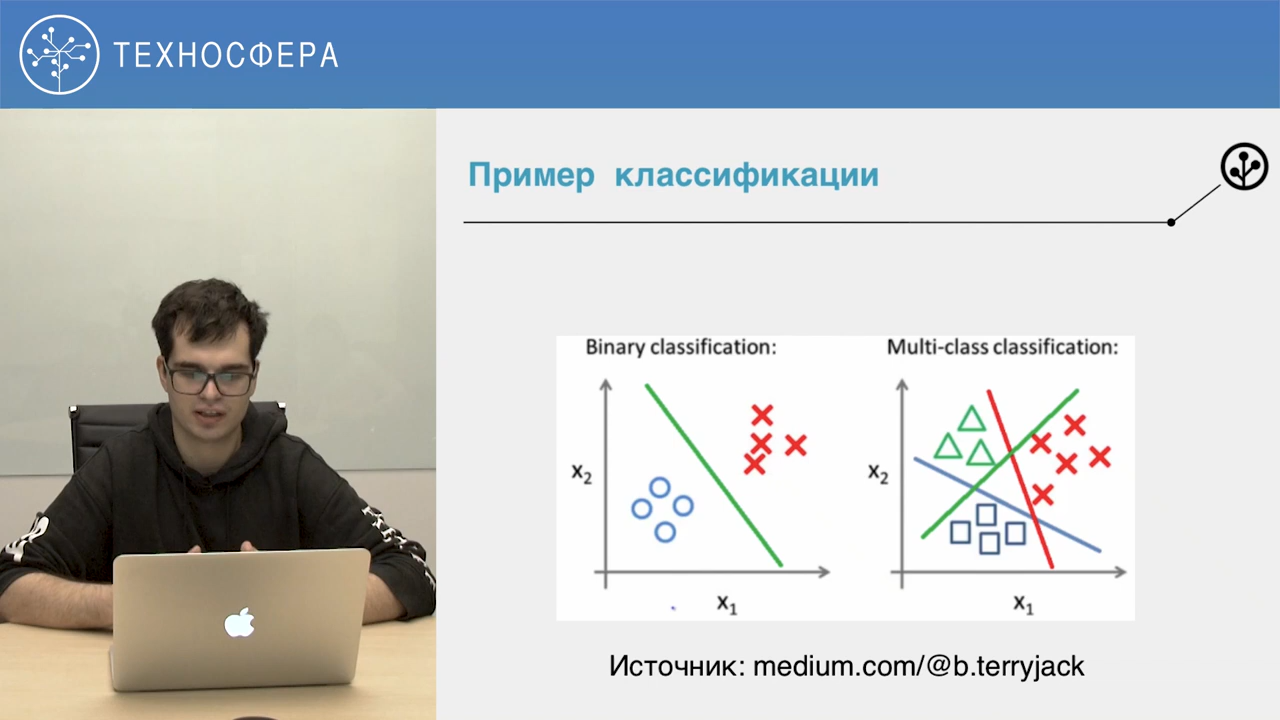 ТЕХНОСФЕРА
Пример классификации
Binary classification:
x₂
x₁
Multi-class classification:
x₂
x₁
Источник: medium.com/@b.terryjack